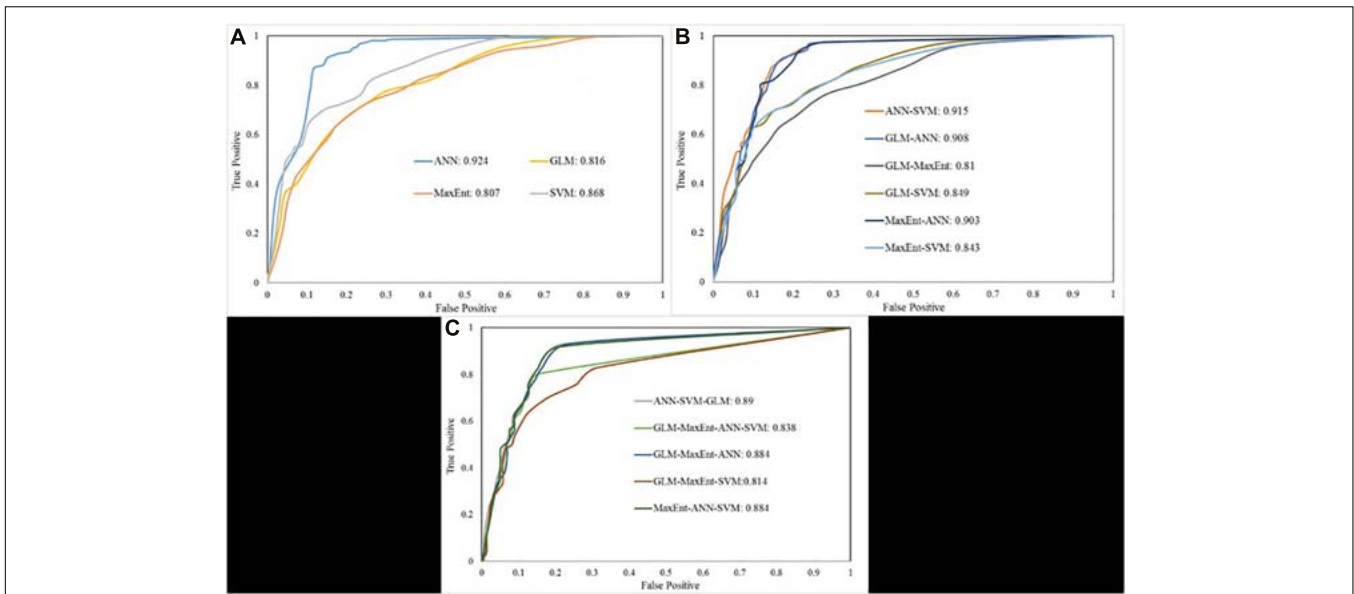 A
1
0.8
0.6
0.4
0.2
0
True Positive
ANN: 0.924
GLM: 0.816
MaxEnt: 0.807
SVM: 0.868
0 0.1 0.2 0.3 0.4 0.5 0.6 0.7 0.8 0.9 1
False Positive
B
1
0.8
0.6
0.4
0.2
0
True Positive
ANN-SVM: 0.915
GLM-ANN: 0.908
GLM-MaxEnt: 0.81
GLM-SVM: 0.849
MaxEnt-ANN: 0.903
MaxEnt-SVM: 0.843
0 0.1 0.2 0.3 0.4 0.5 0.6 0.7 0.8 0.9 1
False Positive
C
1
0.8
0.6
0.4
0.2
0
True Positive
ANN-SVM-GLM: 0.89
GLM-MaxEnt-ANN-SVM: 0.838
GLM-MaxEnt-ANN: 0.884
GLM-MaxEnt-SVM:0.814
MaxEnt-ANN-SVM: 0.884
0 0.1 0.2 0.3 0.4 0.5 0.6 0.7 0.8 0.9 1
False Positive